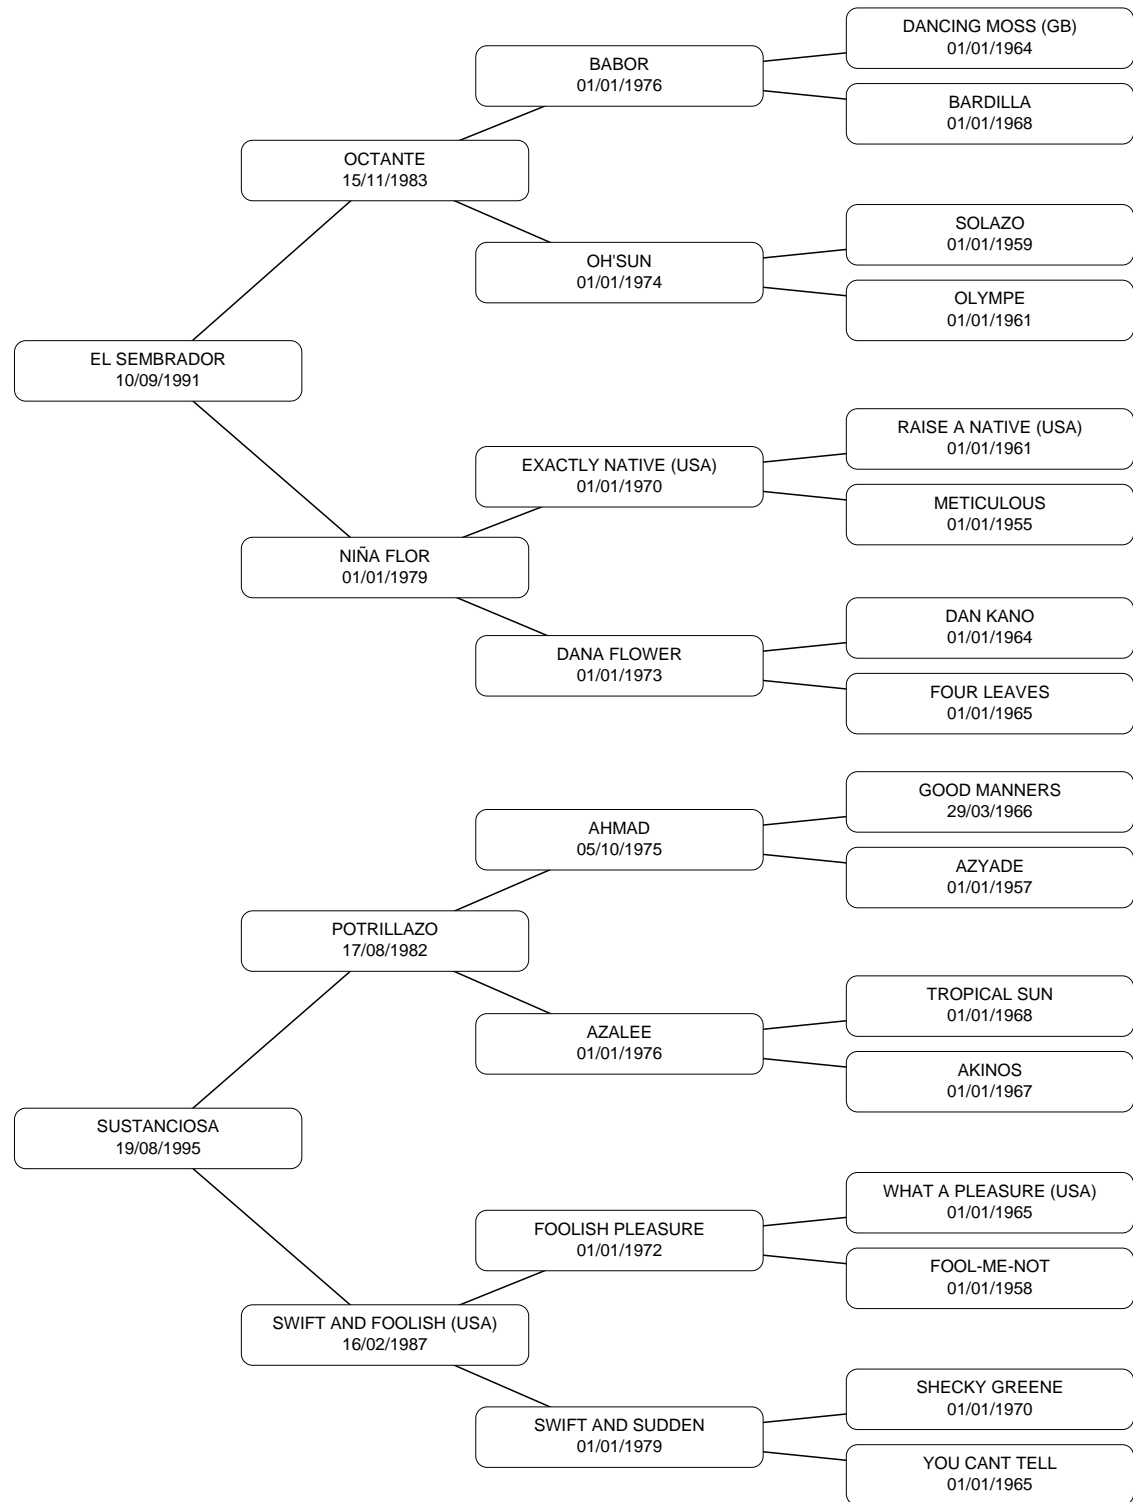 DANCING MOSS (GB)
01/01/1964
BABOR
01/01/1976
BARDILLA
01/01/1968
OCTANTE
15/11/1983
SOLAZO
01/01/1959
OH'SUN
01/01/1974
OLYMPE
01/01/1961
EL SEMBRADOR
10/09/1991
RAISE A NATIVE (USA)
01/01/1961
EXACTLY NATIVE (USA)
01/01/1970
METICULOUS
01/01/1955
NIÑA FLOR
01/01/1979
DAN KANO
01/01/1964
DANA FLOWER
01/01/1973
FOUR LEAVES
01/01/1965
GOOD MANNERS
29/03/1966
AHMAD
05/10/1975
AZYADE
01/01/1957
POTRILLAZO
17/08/1982
TROPICAL SUN
01/01/1968
AZALEE
01/01/1976
AKINOS
01/01/1967
SUSTANCIOSA
19/08/1995
WHAT A PLEASURE (USA)
01/01/1965
FOOLISH PLEASURE
01/01/1972
FOOL-ME-NOT
01/01/1958
SWIFT AND FOOLISH (USA)
16/02/1987
SHECKY GREENE
01/01/1970
SWIFT AND SUDDEN
01/01/1979
YOU CANT TELL
01/01/1965